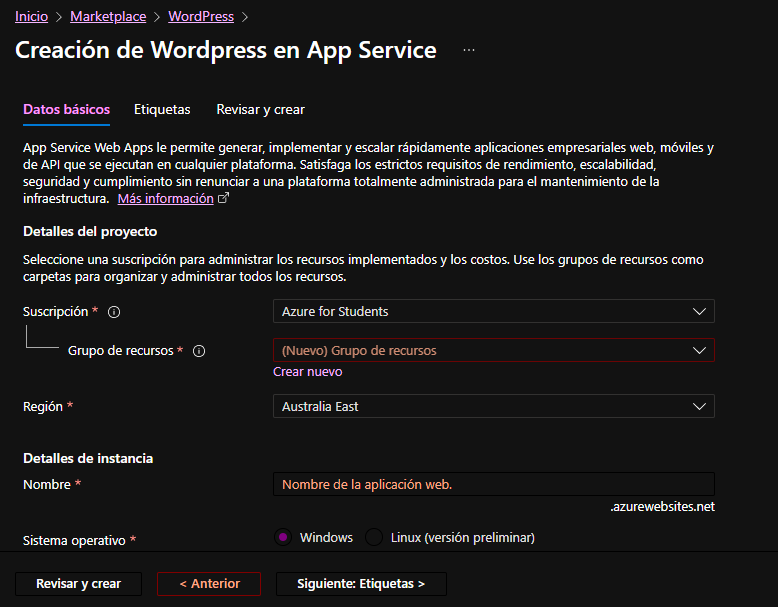 Inicio > Marketplace > WordPress >
Creación de Wordpress en App Service ...
Datos básicos Etiquetas Revisar y crear
App Service Web Apps le permite generar, implementar y escalar rápidamente aplicaciones empresariales web, móviles y
de API que se ejecutan en cualquier plataforma. Satisfaga los estrictos requisitos de rendimiento, escalabilidad,
seguridad y cumplimiento sin renunciar a una plataforma totalmente administrada para el mantenimiento de la
infraestructura. Más información
Detalles del proyecto
Seleccione una suscripción para administrar los recursos implementados y los costos. Use los grupos de recursos como
carpetas para organizar y administrar todos los recursos.
Suscripción * Azure for Students
Grupo de recursos * (Nuevo) Grupo de recursos
Crear nuevo
Región * Australia East
Detalles de instancia
Nombre * Nombre de la aplicación web.
.azurewebsites.net
Sistema operativo * Windows Linux (versión preliminar)
Revisar y crear < Anterior Siguiente: Etiquetas >